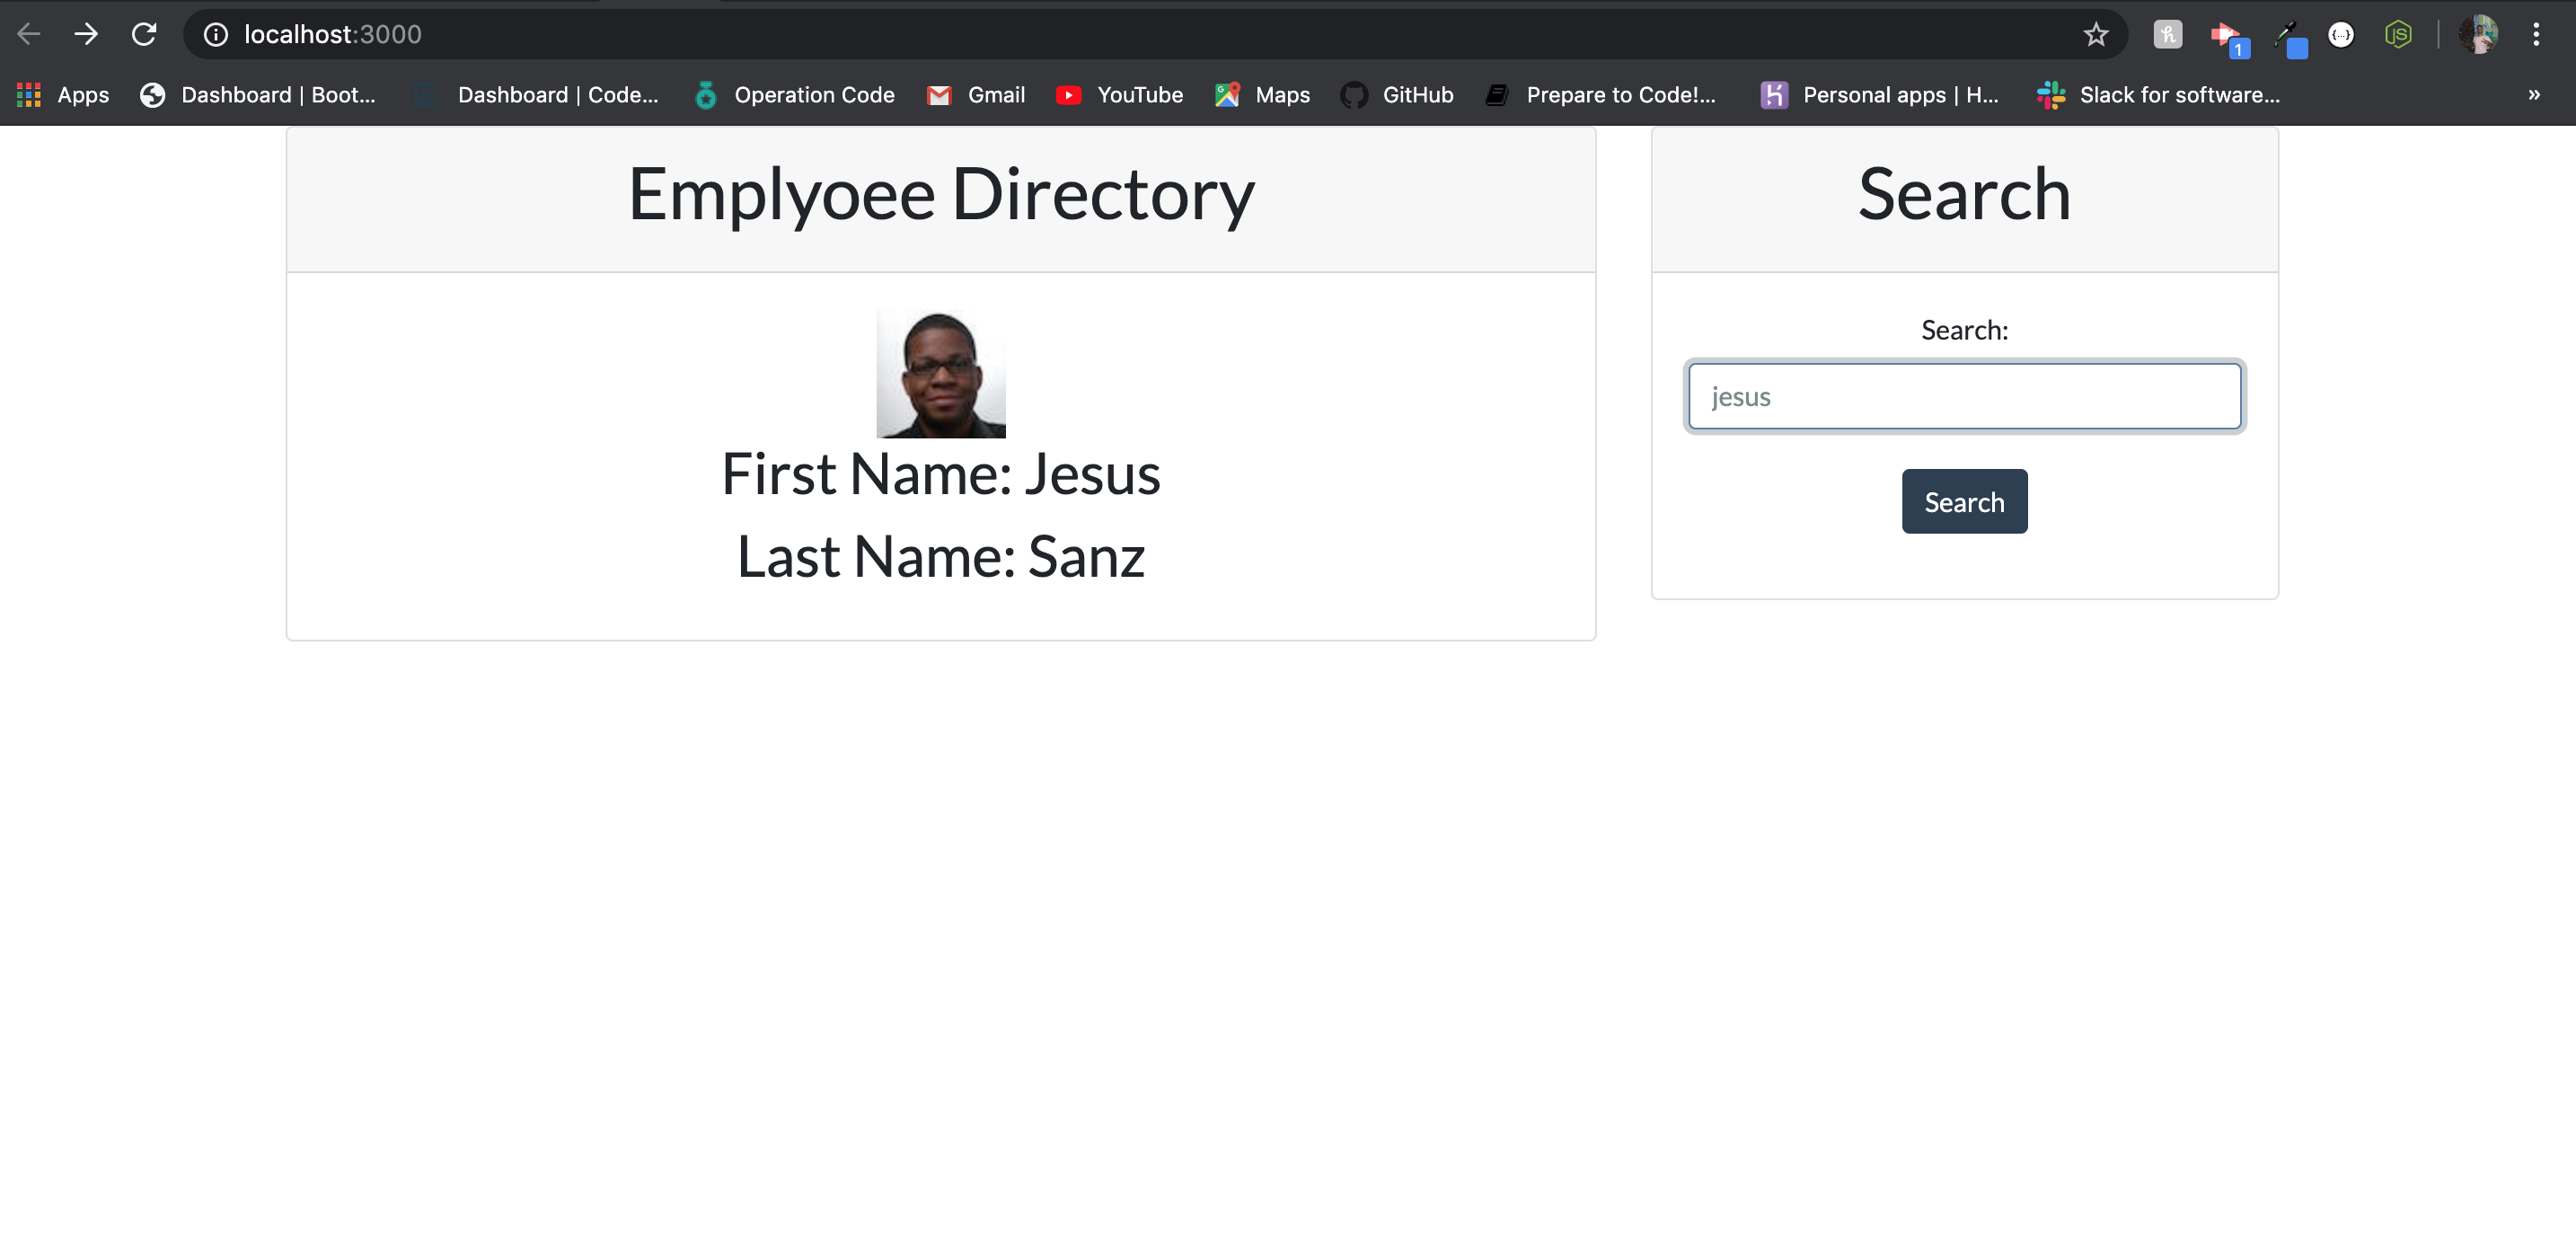 localhost:3000
1
Apps
Dashboard | Boot...
Dashboard | Code...
Operation Code
Gmail
YouTube
Maps
GitHub
Prepare to Code!...
Personal apps | H...
Slack for software...
»
Emplyoee Directory
First Name: Jesus
Last Name: Sanz
Search
Search:
jesus
Search